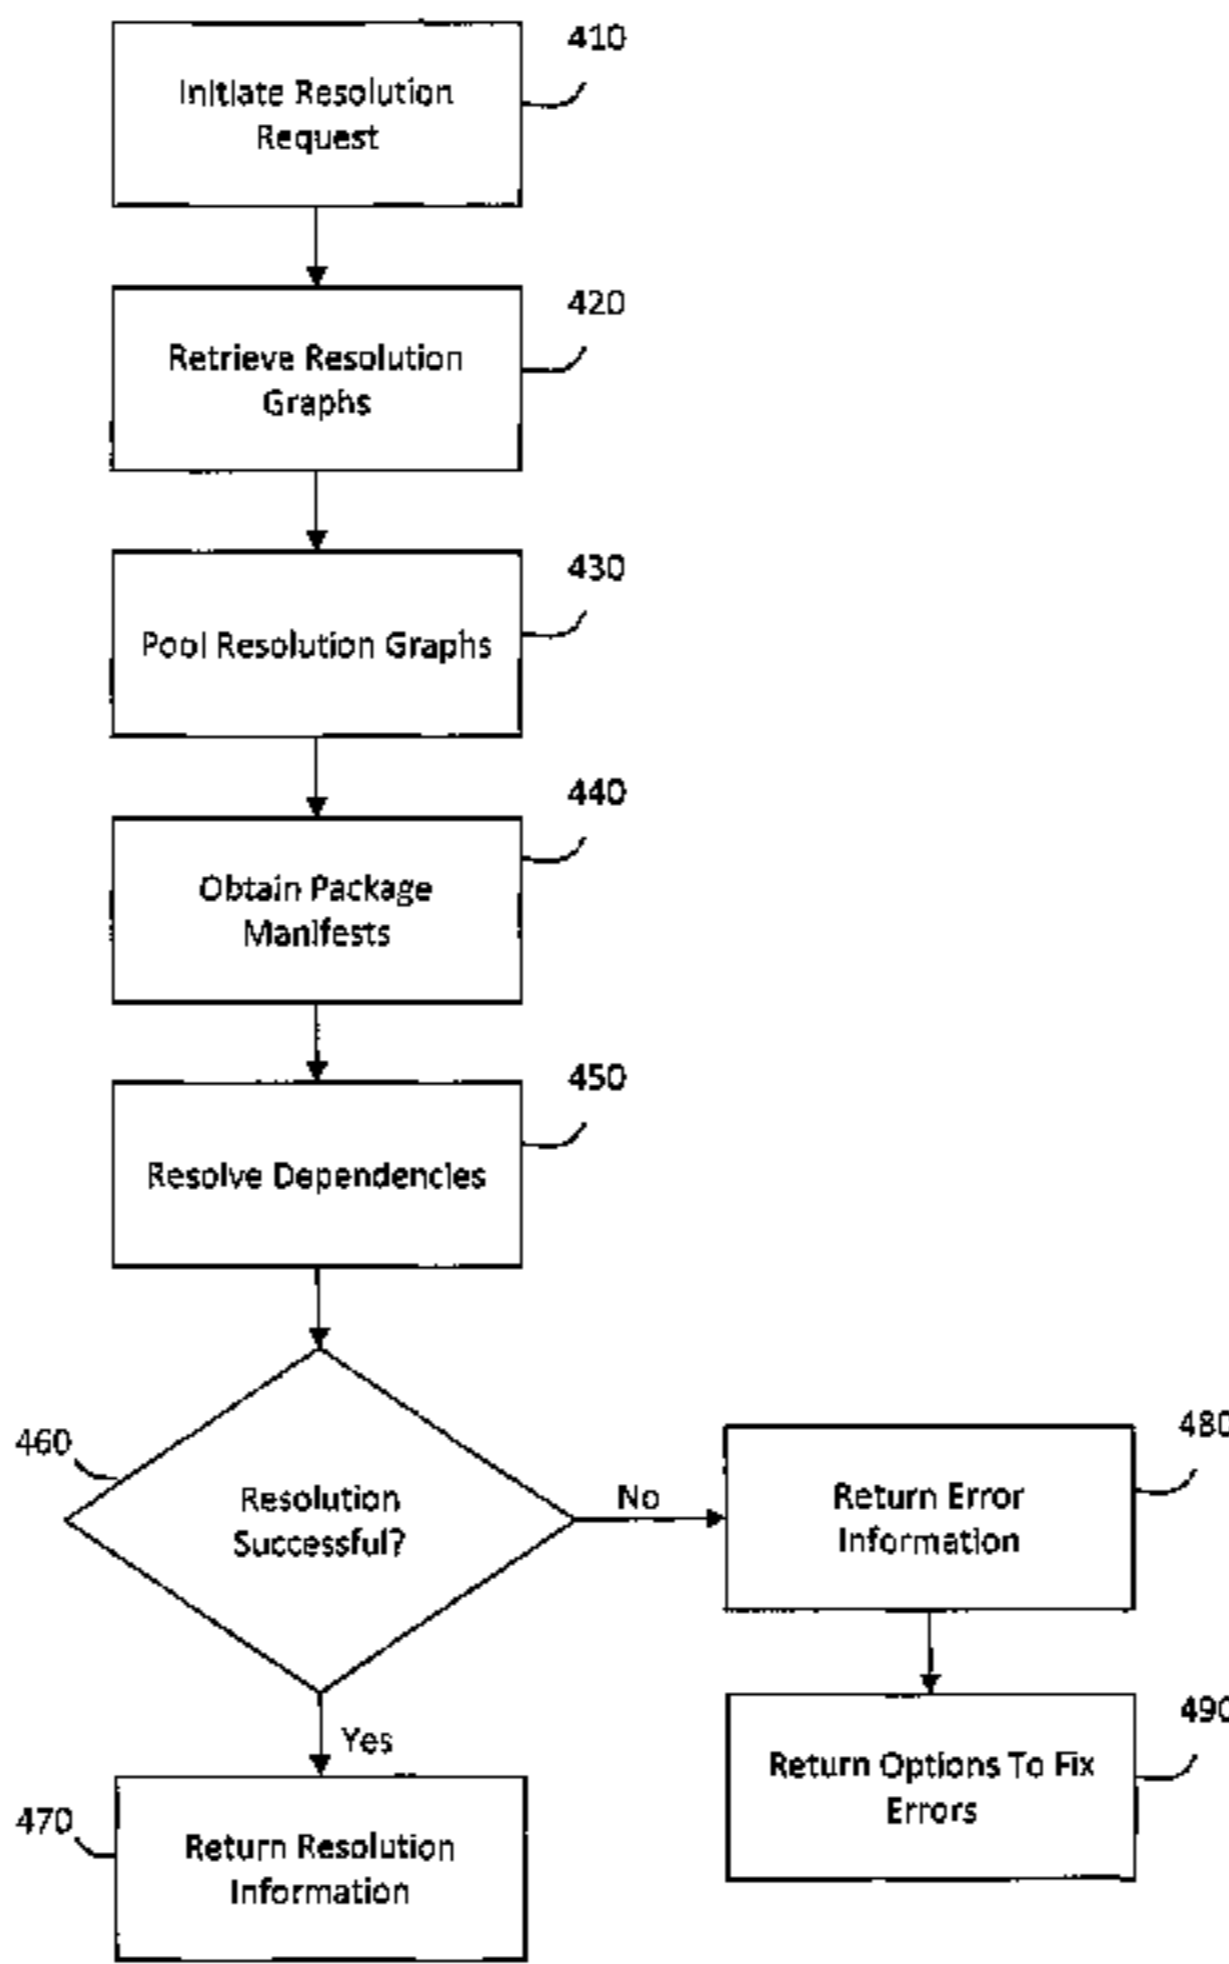 410
Initiate Resolution
Request
420
Retrieve Resolution
Graphs
430
Pool Resolution Graphs
440
Obtain Package
Manifests
450
Resolve Dependencies
460
Resolution
Successful?
No
480
Return Error
Information
Yes
490
Return Options To Fix
Errors
470
Return Resolution
Information